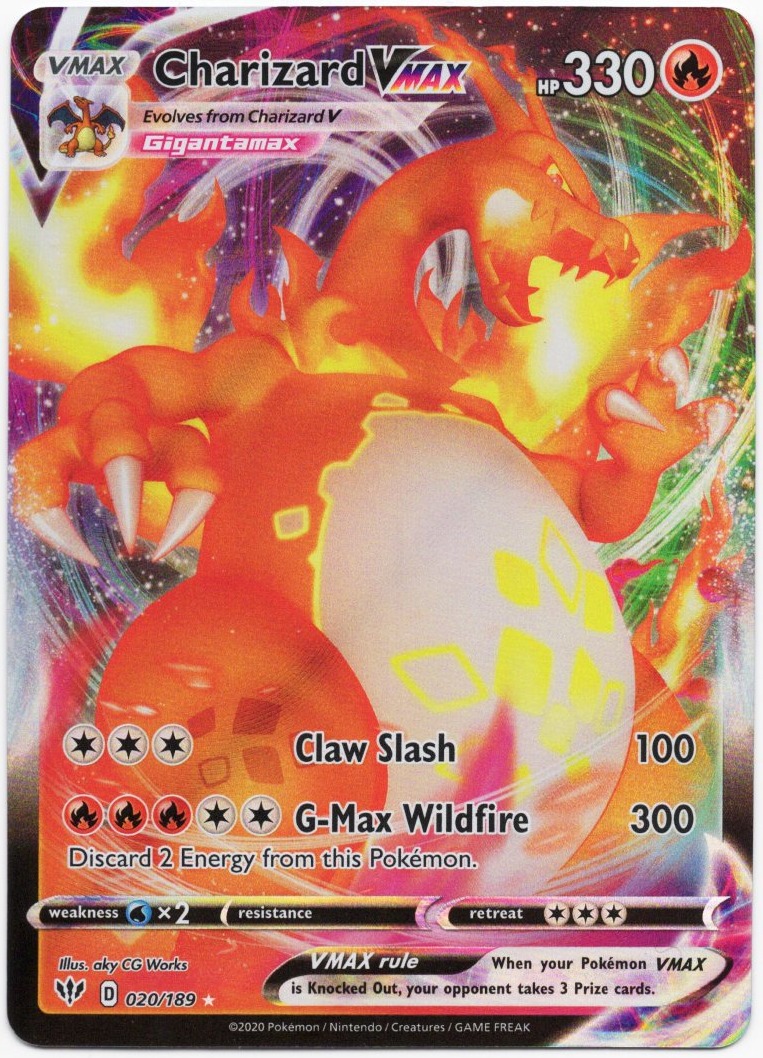 VMAX
Charizard VMAX
HP 330
Evolves from Charizard V
Gigantamax
Claw Slash 100
G-Max Wildfire 300
Discard 2 Energy from this Pokémon.
weakness ×2 resistance retreat
Illus. aky CG Works
VMAX rule When your Pokémon VMAX
is Knocked Out, your opponent takes 3 Prize cards.
D 020/189
©2020 Pokémon / Nintendo / Creatures / GAME FREAK